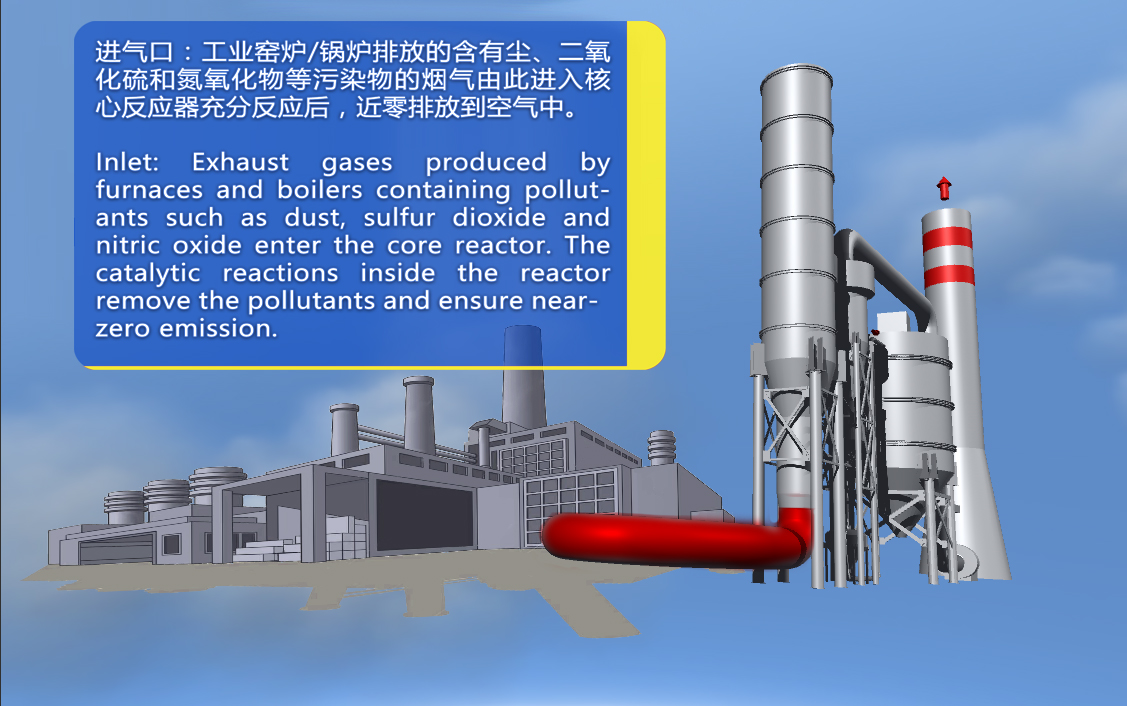 进气口：工业窑炉/锅炉排放的含有尘、二氧
化硫和氮氧化物等污染物的烟气由此进入核
心反应器充分反应后，近零排放到空气中。
Inlet: Exhaust gases produced by
furnaces and boilers containing pollut-
ants such as dust, sulfur dioxide and
nitric oxide enter the core reactor. The
catalytic reactions inside the reactor
remove the pollutants and ensure near-
zero emission.